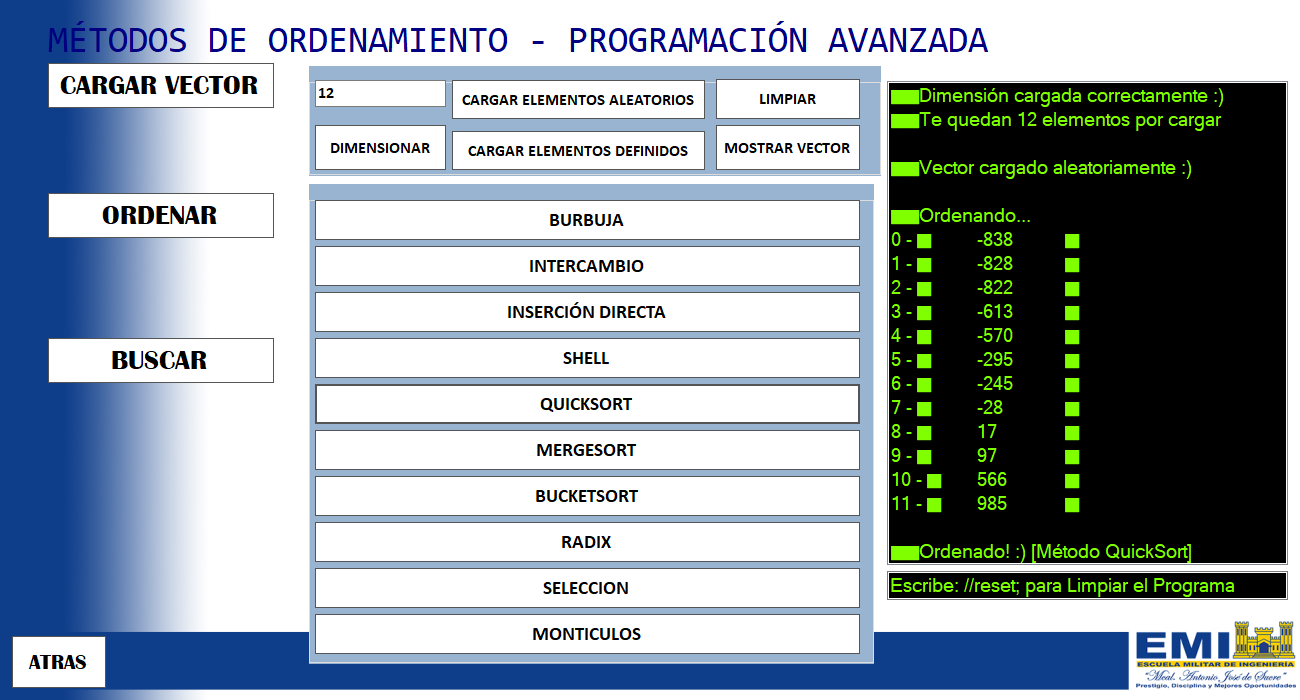 MÉTODOS DE ORDENAMIENTO - PROGRAMACIÓN AVANZADA
CARGAR VECTOR
ORDENAR
BUSCAR
ATRAS
12
CARGAR ELEMENTOS ALEATORIOS
LIMPIAR
DIMENSIONAR
CARGAR ELEMENTOS DEFINIDOS
MOSTRAR VECTOR
BURBUJA
INTERCAMBIO
INSERCIÓN DIRECTA
SHELL
QUICKSORT
MERGESORT
BUCKETSORT
RADIX
SELECCION
MONTICULOS
Dimensión cargada correctamente :)
Te quedan 12 elementos por cargar
Vector cargado aleatoriamente :)
Ordenando...
0 - -838
1 - -828
2 - -822
3 - -613
4 - -570
5 - -295
6 - -245
7 - -28
8 - 17
9 - 97
10 - 566
11 - 985
Ordenado! :) [Método QuickSort]
Escribe: //reset; para Limpiar el Programa
EMI
ESCUELA MILITAR DE INGENIERÍA
"Mcal. Antonio José de Sucre"
Prestigio, Disciplina y Mejores Oportunidades